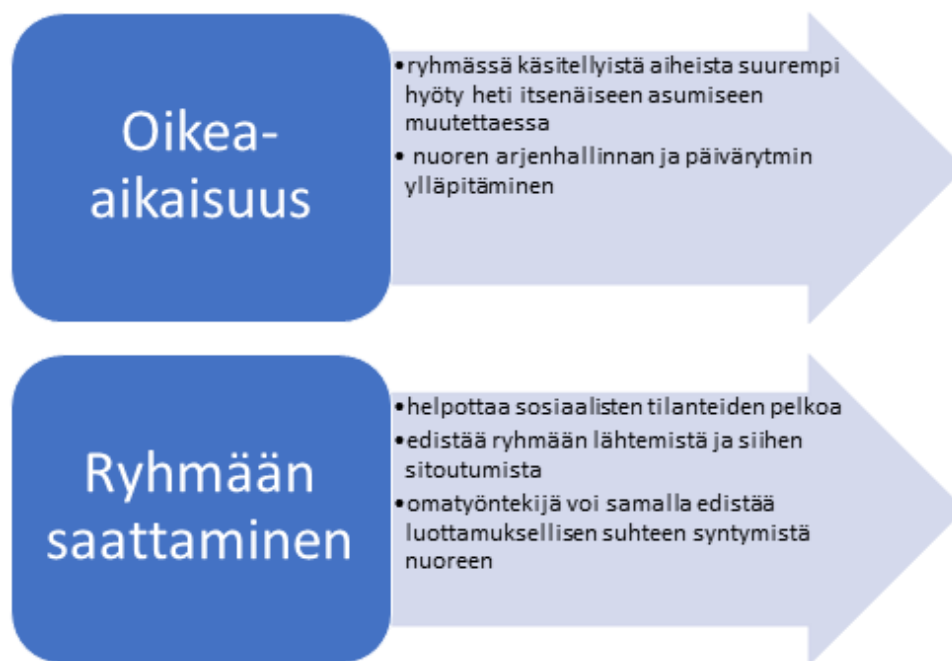 Oikea-
aikaisuus
•ryhmässä käsitellyistä aiheista suurempi
hyöty heti itsenäiseen asumiseen
muutettaessa
• nuoren arjenhallinnan ja päivärytmin
ylläpitäminen
Ryhmään
saattaminen
•helpottaa sosiaalisten tilanteiden pelkoa
•edistää ryhmään lähtemistä ja siihen
sitoutumista
•omatyöntekijä voi samalla edistää
luottamuksellisen suhteen syntymistä
nuoreen